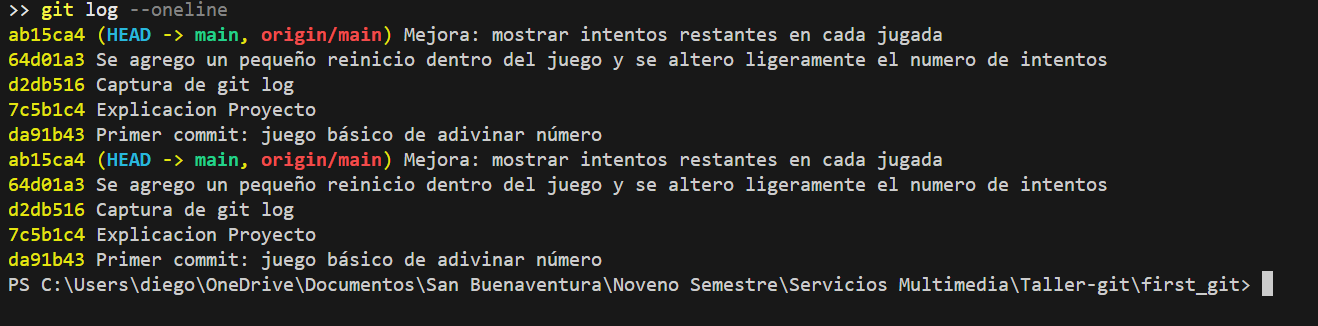 >> git log --oneline
ab15ca4 (HEAD -> main, origin/main) Mejora: mostrar intentos restantes en cada jugada
64d01a3 Se agrego un pequeño reinicio dentro del juego y se altero ligeramente el numero de intentos
d2db516 Captura de git log
7c5b1c4 Explicacion Proyecto
da91b43 Primer commit: juego básico de adivinar número
ab15ca4 (HEAD -> main, origin/main) Mejora: mostrar intentos restantes en cada jugada
64d01a3 Se agrego un pequeño reinicio dentro del juego y se altero ligeramente el numero de intentos
d2db516 Captura de git log
7c5b1c4 Explicacion Proyecto
da91b43 Primer commit: juego básico de adivinar número
PS C:\Users\diego\OneDrive\Documentos\San Buenaventura\Noveno Semestre\Servicios Multimedia\Taller-git\first_git>